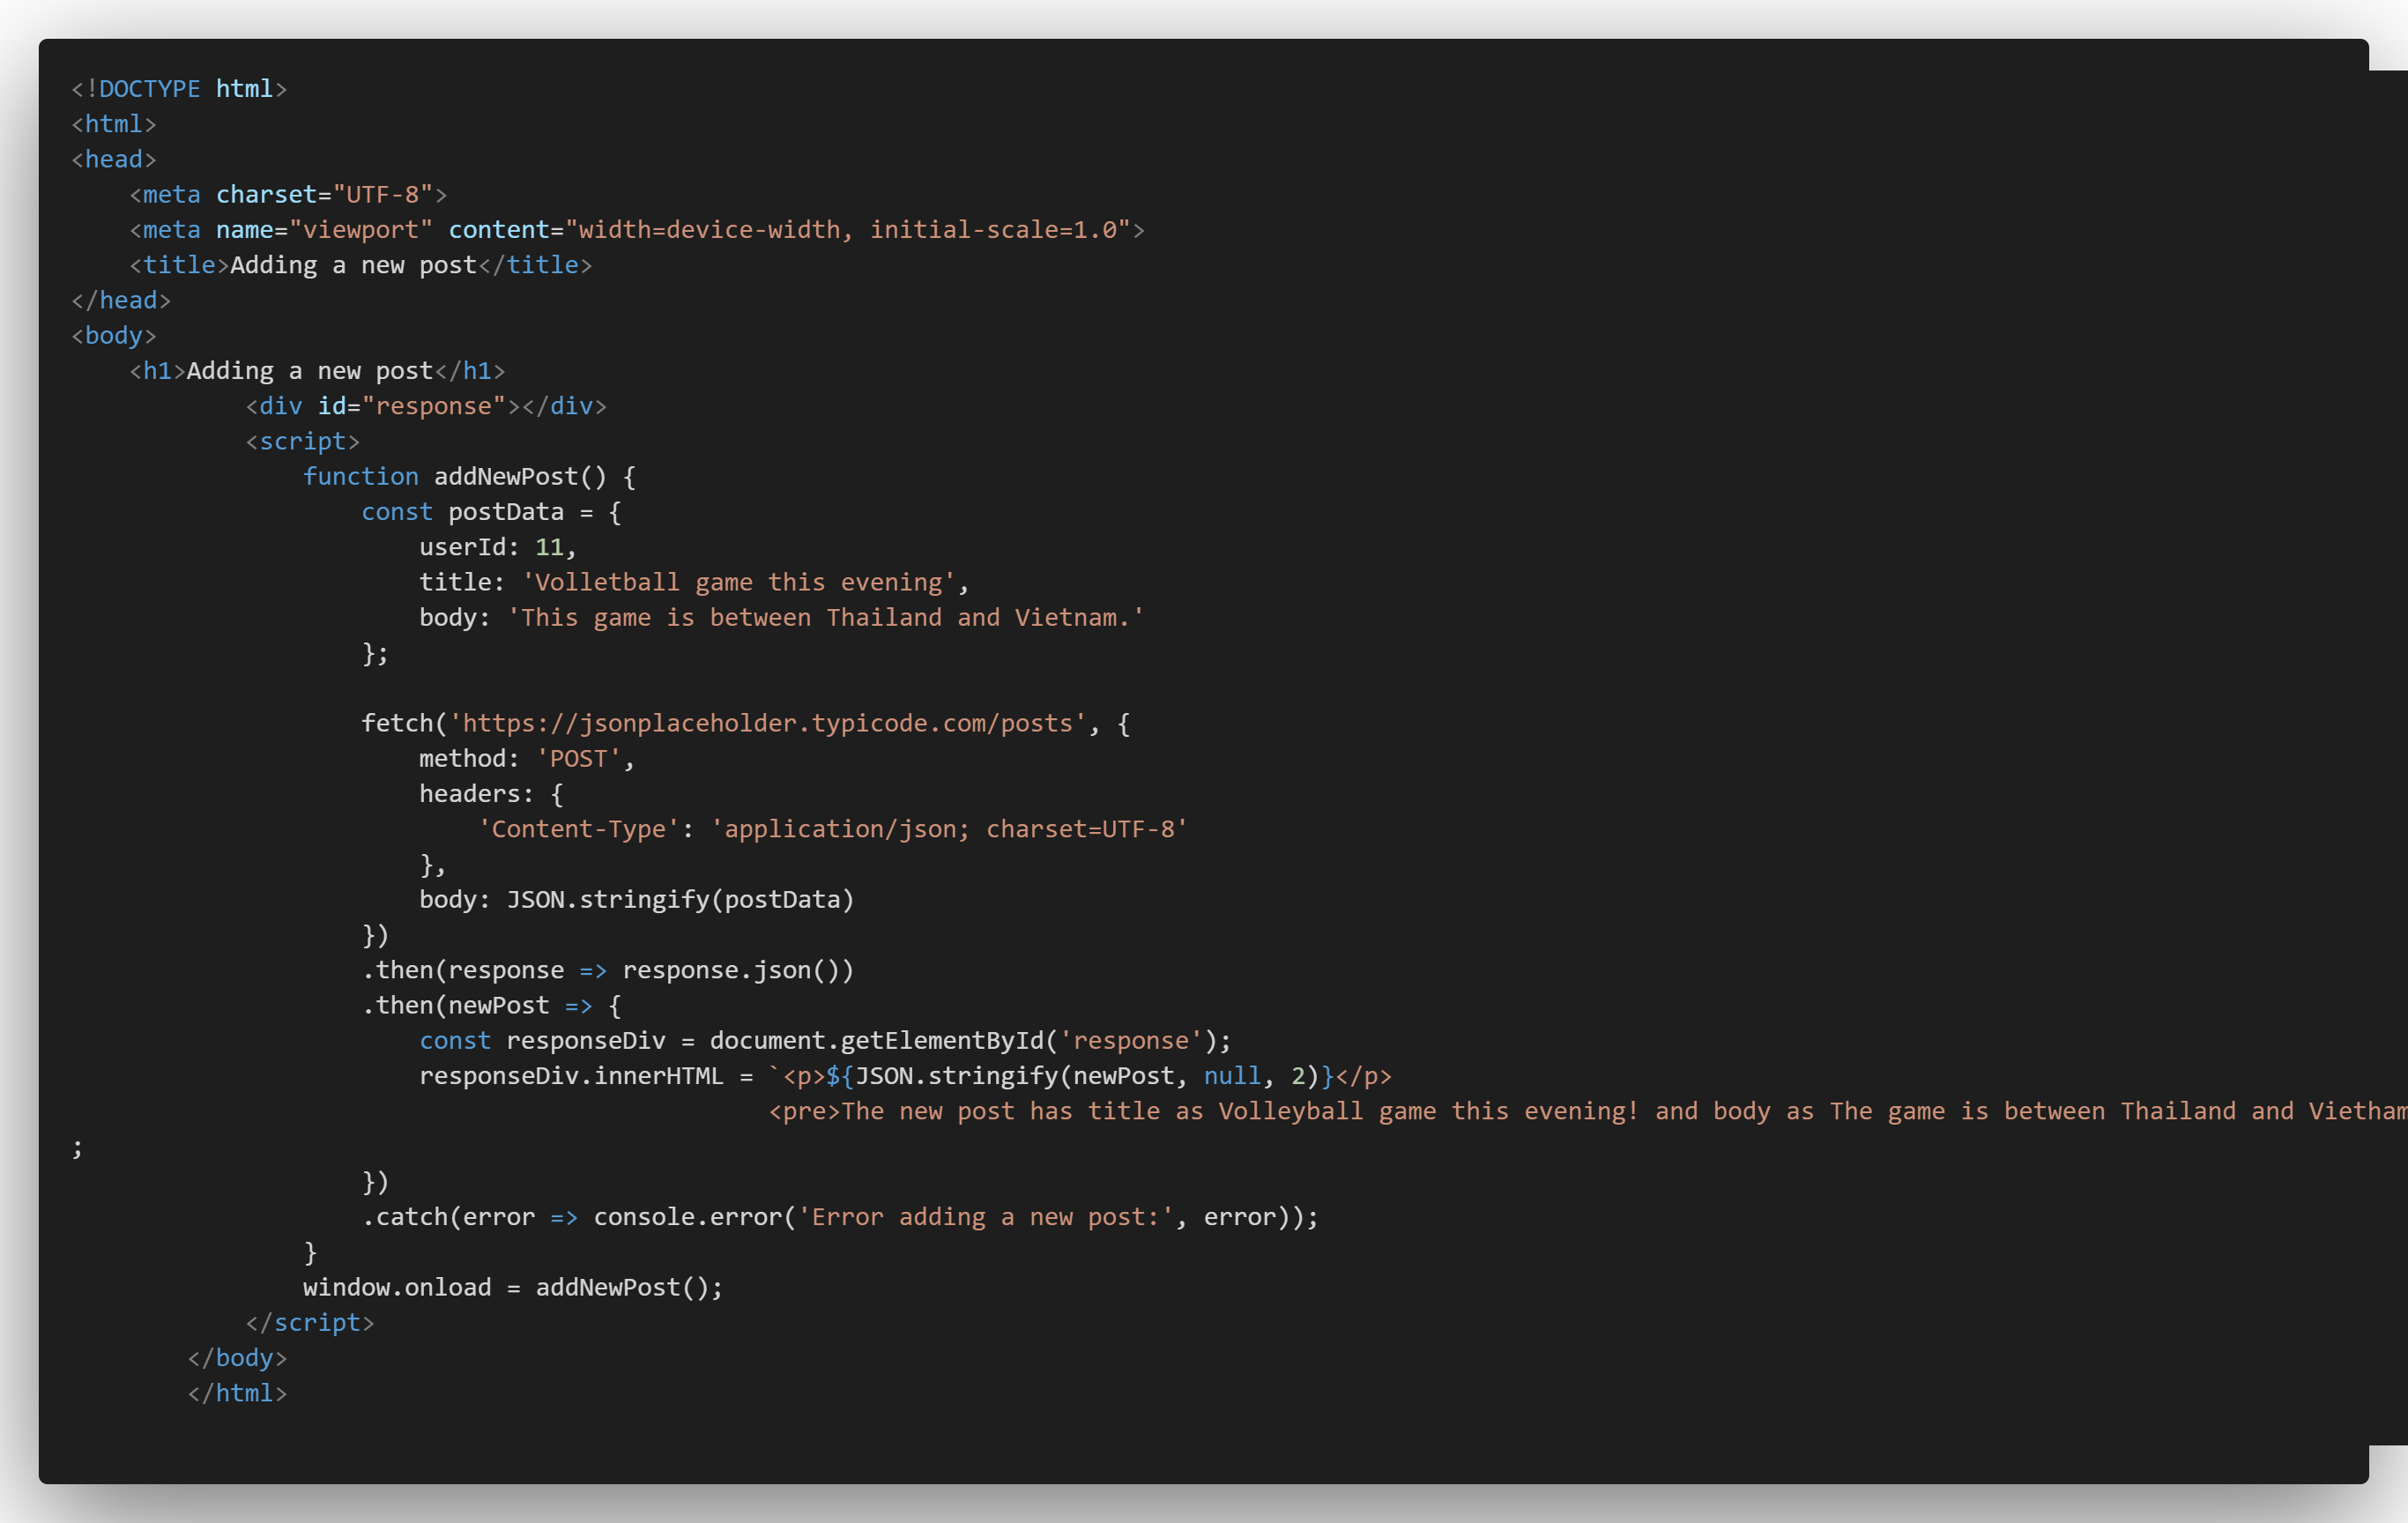 <!DOCTYPE html>
<html>
<head>
    <meta charset="UTF-8">
    <meta name="viewport" content="width=device-width, initial-scale=1.0">
    <title>Adding a new post</title>
</head>
<body>
    <h1>Adding a new post</h1>
            <div id="response"></div>
            <script>
                function addNewPost() {
                    const postData = {
                        userId: 11,
                        title: 'Volletball game this evening',
                        body: 'This game is between Thailand and Vietnam.'
                    };

                    fetch('https://jsonplaceholder.typicode.com/posts', {
                        method: 'POST',
                        headers: {
                            'Content-Type': 'application/json; charset=UTF-8'
                        },
                        body: JSON.stringify(postData)
                    })
                    .then(response => response.json())
                    .then(newPost => {
                        const responseDiv = document.getElementById('response');
                        responseDiv.innerHTML = `<p>${JSON.stringify(newPost, null, 2)}</p>
                                                <pre>The new post has title as Volleyball game this evening! and body as The game is between Thailand and
;
                    })
                    .catch(error => console.error('Error adding a new post:', error));
                }
                window.onload = addNewPost();
            </script>
        </body>
        </html>